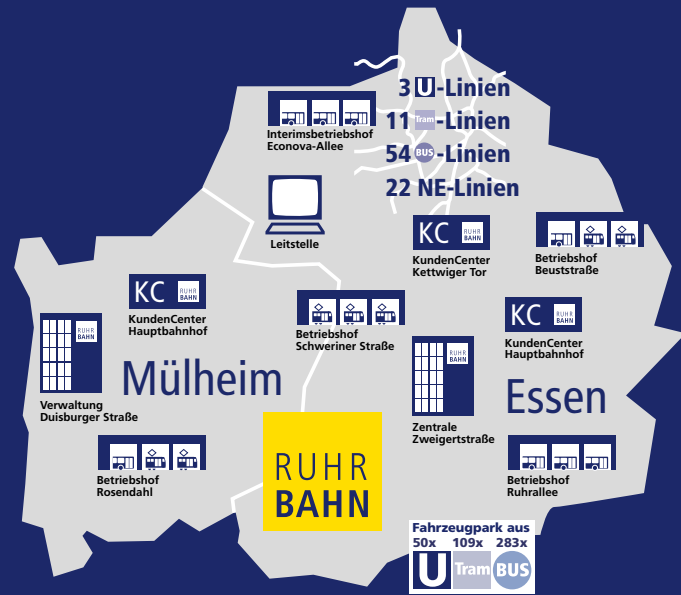 3 U-Linien
11 Tram-Linien
54 BUS-Linien
22 NE-Linien
Interimsbetriebshof
Econova-Allee
Leitstelle
KC RUHR
BAHN
KundenCenter
Kettwiger Tor
Betriebshof
Beuststraße
KC RUHR
BAHN
KundenCenter
Hauptbahnhof
KC RUHR
BAHN
KundenCenter
Hauptbahnhof
Betriebshof
Schweriner Straße
RUHR
BAHN
Verwaltung
Duisburger Straße
Mülheim
RUHR
BAHN
Zentrale
Zweigertstraße
Essen
Betriebshof
Rosendahl
RUHR
BAHN
Betriebshof
Ruhrallee
Fahrzeugpark aus
50x 109x 283x
U Tram BUS